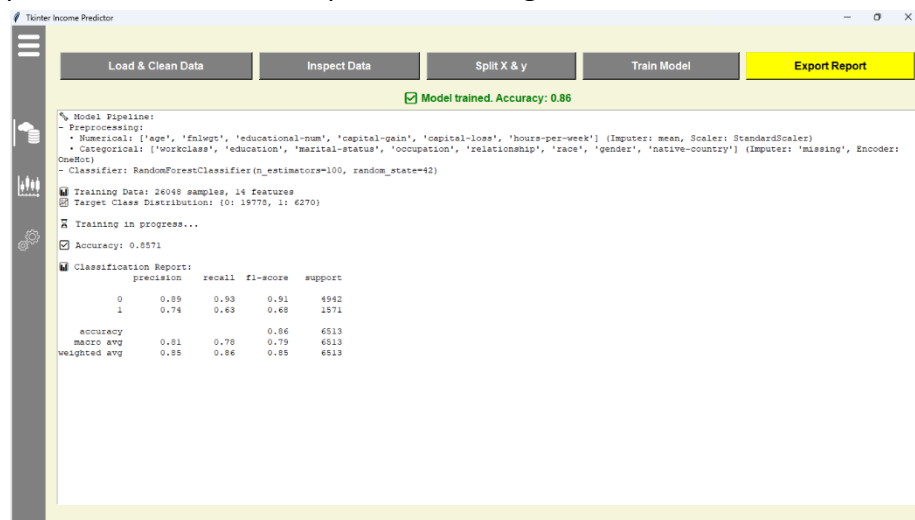 Tkinter Income Predictor
Load & Clean Data
Inspect Data
Split X & y
Train Model
Export Report
Model trained. Accuracy: 0.86
Model Pipeline:
- Preprocessing:
• Numerical: ['age', 'fnlwgt', 'educational-num', 'capital-gain', 'capital-loss', 'hours-per-week'] (Imputer: mean, Scaler: StandardScaler)
• Categorical: ['workclass', 'education', 'marital-status', 'occupation', 'relationship', 'race', 'gender', 'native-country'] (Imputer: 'missing', Encoder:
OneHot)
- Classifier: RandomForestClassifier(n_estimators=100, random_state=42)
Training Data: 26048 samples, 14 features
Target Class Distribution: {0: 19778, 1: 6270}
Training in progress...
Accuracy: 0.8571
Classification Report:
precision recall f1-score support
0 0.89 0.93 0.91 4942
1 0.74 0.63 0.68 1571
accuracy 0.86 6513
macro avg 0.81 0.78 0.79 6513
weighted avg 0.85 0.86 0.85 6513